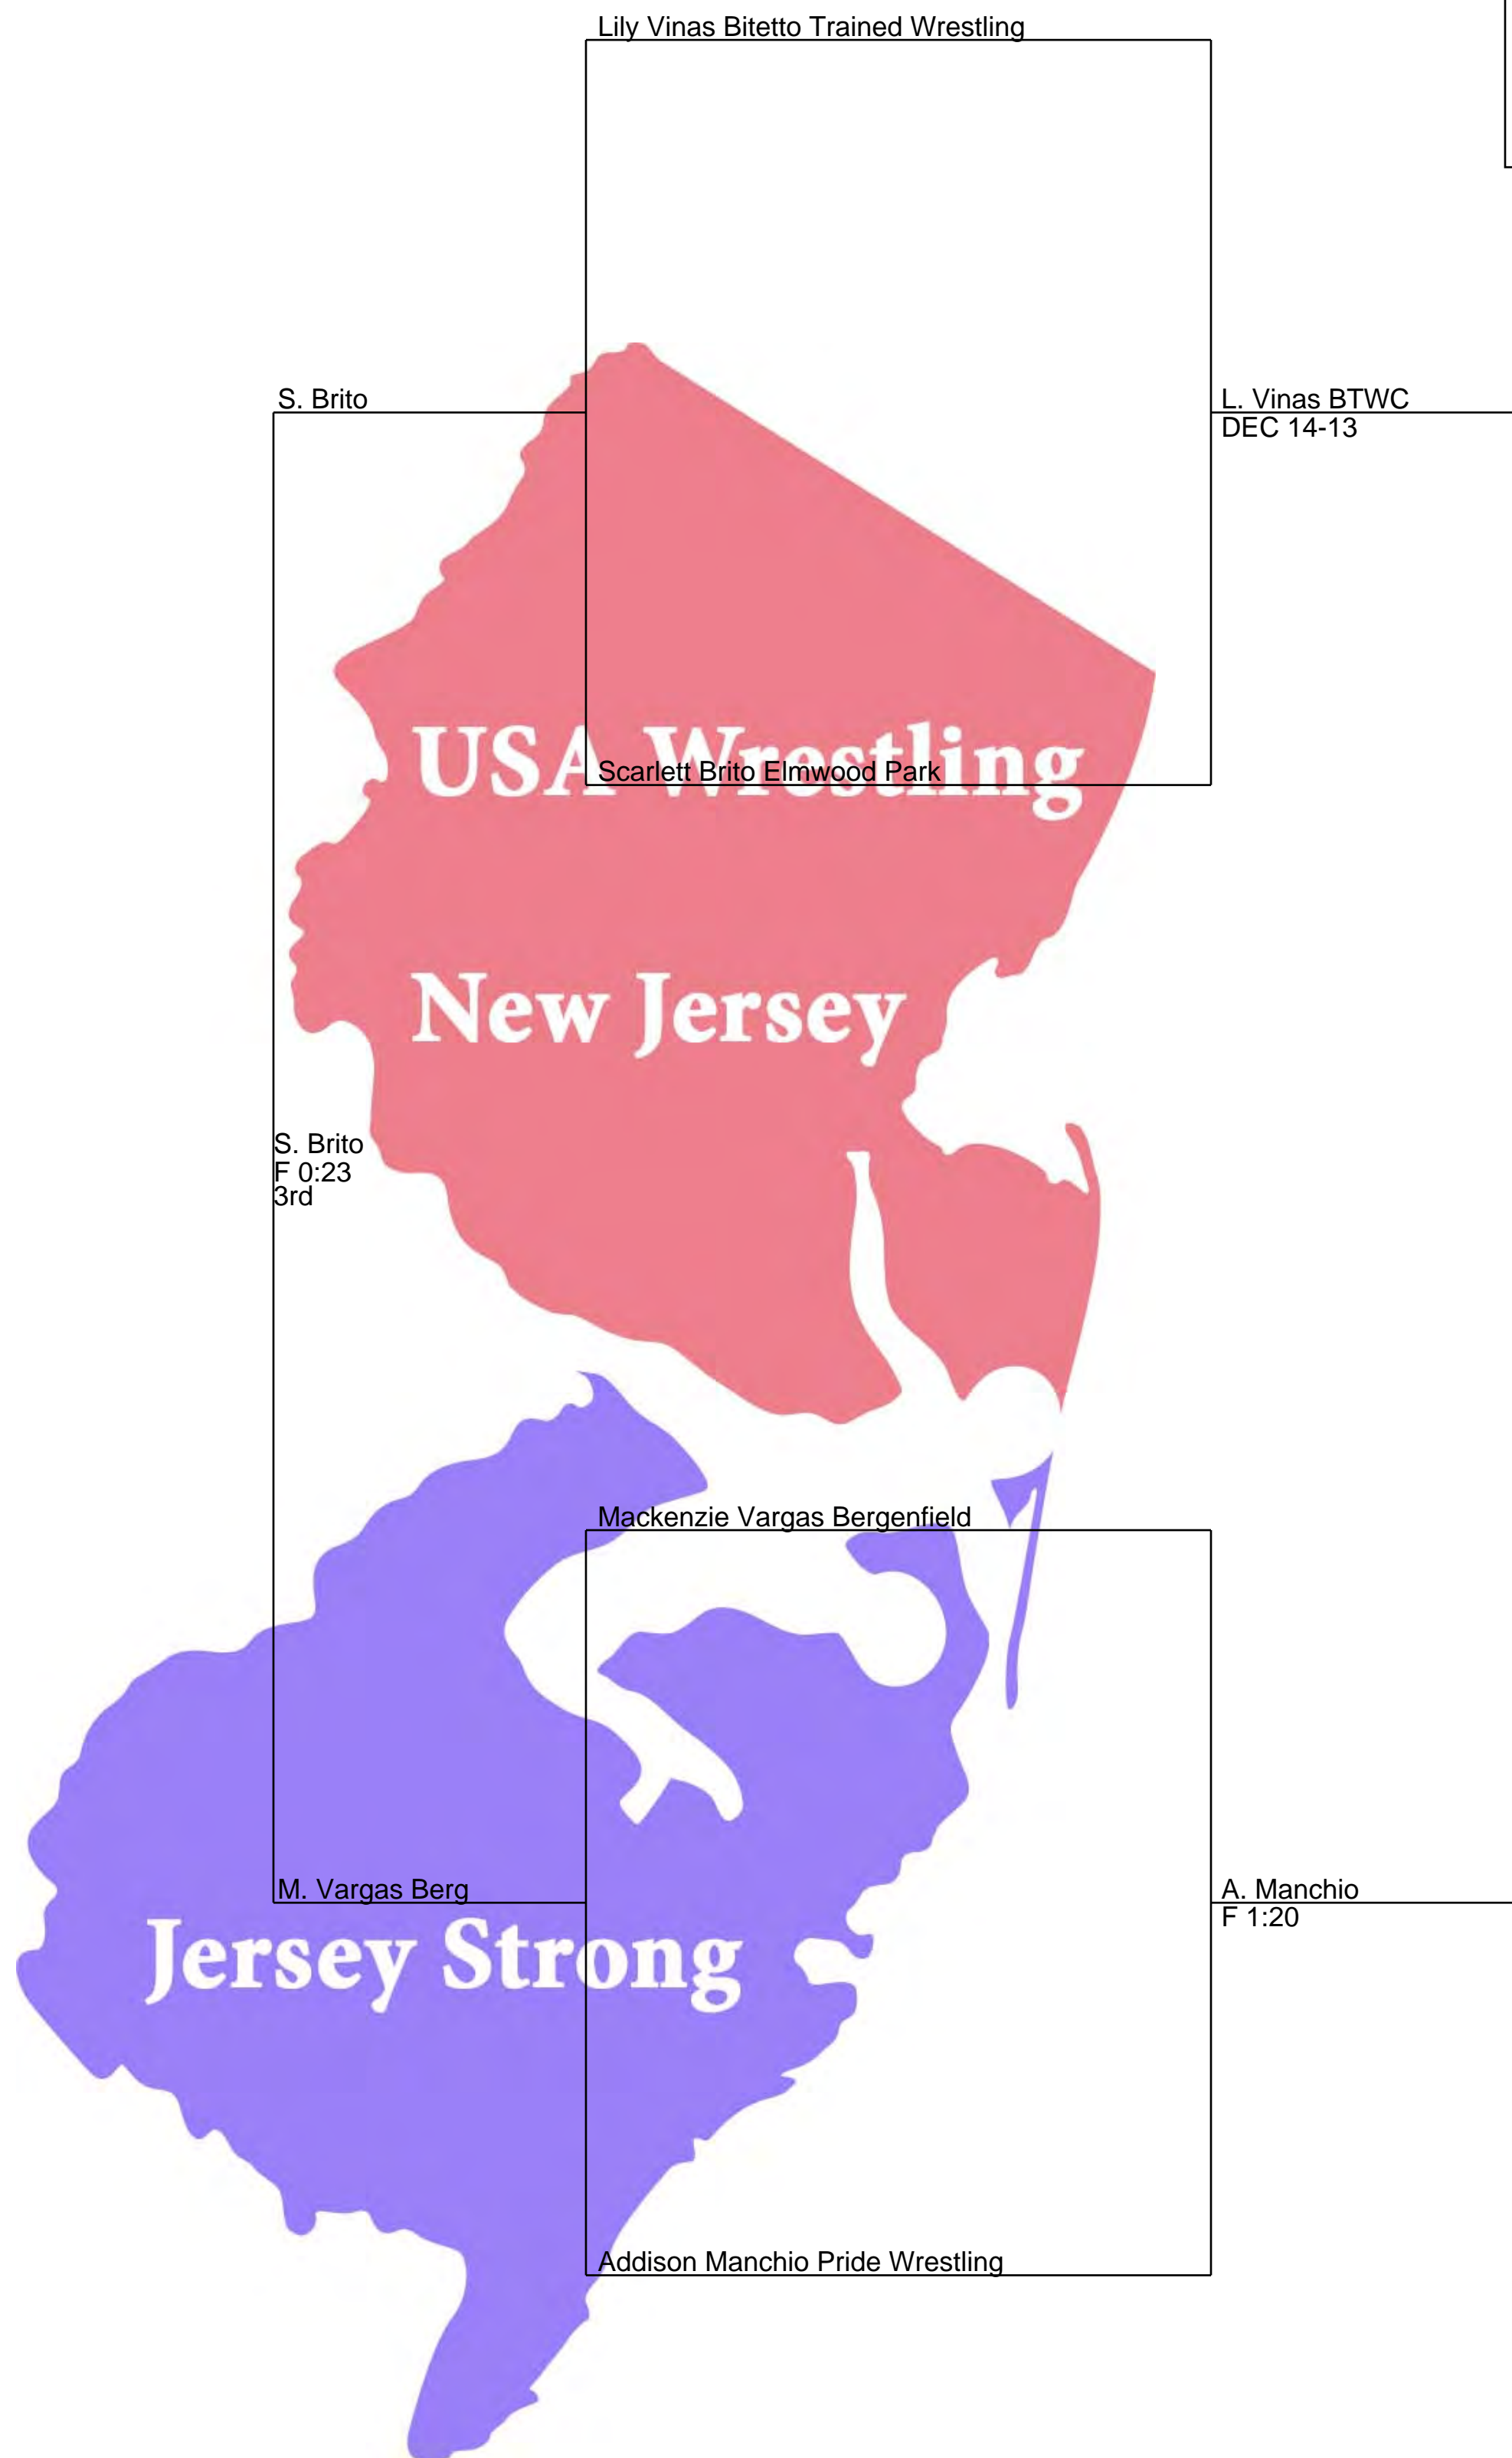 Lily Vinas Bitetto Trained Wrestling
S. Brito
L. Vinas BTWC
DEC 14-13
USA Wrestling
Scarlett Brito Elmwood Park
New Jersey
S. Brito
F 0:23
3rd
Mackenzie Vargas Bergenfield
M. Vargas Berg
A. Manchio
F 1:20
Jersey Strong
Addison Manchio Pride Wrestling